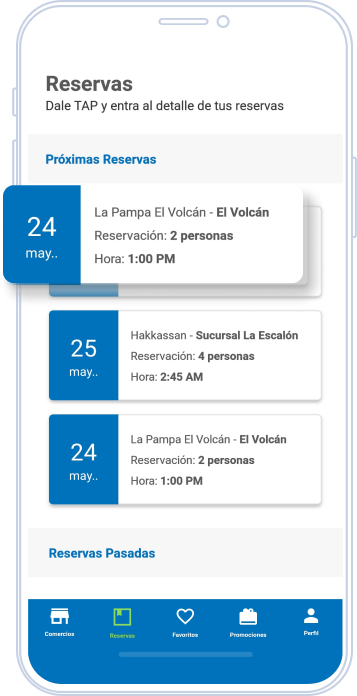 Reservas
Dale TAP y entra al detalle de tus reservas
Próximas Reservas
24
may..
La Pampa El Volcán - El Volcán
Reservación: 2 personas
Hora: 1:00 PM
25
may..
Hakkassan - Sucursal La Escalón
Reservación: 4 personas
Hora: 2:45 AM
24
may..
La Pampa El Volcán - El Volcán
Reservación: 2 personas
Hora: 1:00 PM
Reservas Pasadas
Comercios
Reservas
Favoritos
Promociones
Perfil